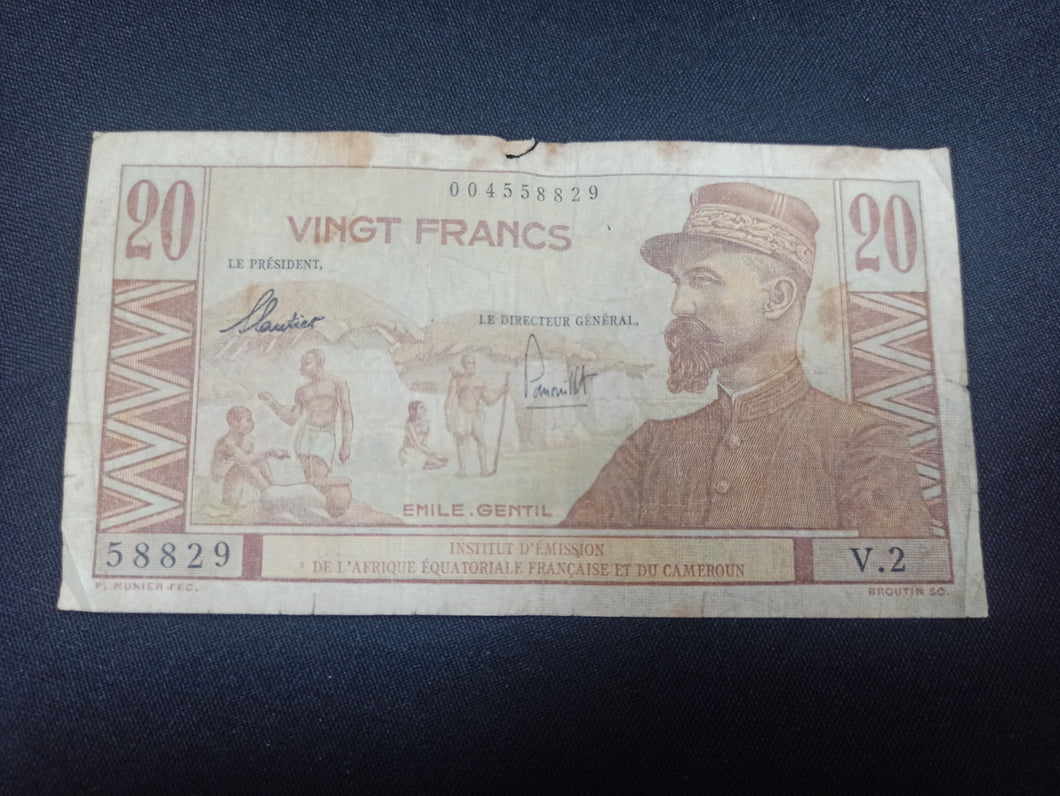 20
004558829
20
VINGT FRANCS
LE PRÉSIDENT,
LE DIRECTEUR GÉNÉRAL,
EMILE.GENTIL
58829
INSTITUT D'ÉMISSION
DE L'AFRIQUE ÉQUATORIALE FRANÇAISE ET DU CAMEROUN
V.2
P. MUNIER FEC.
BROUTIN SC.